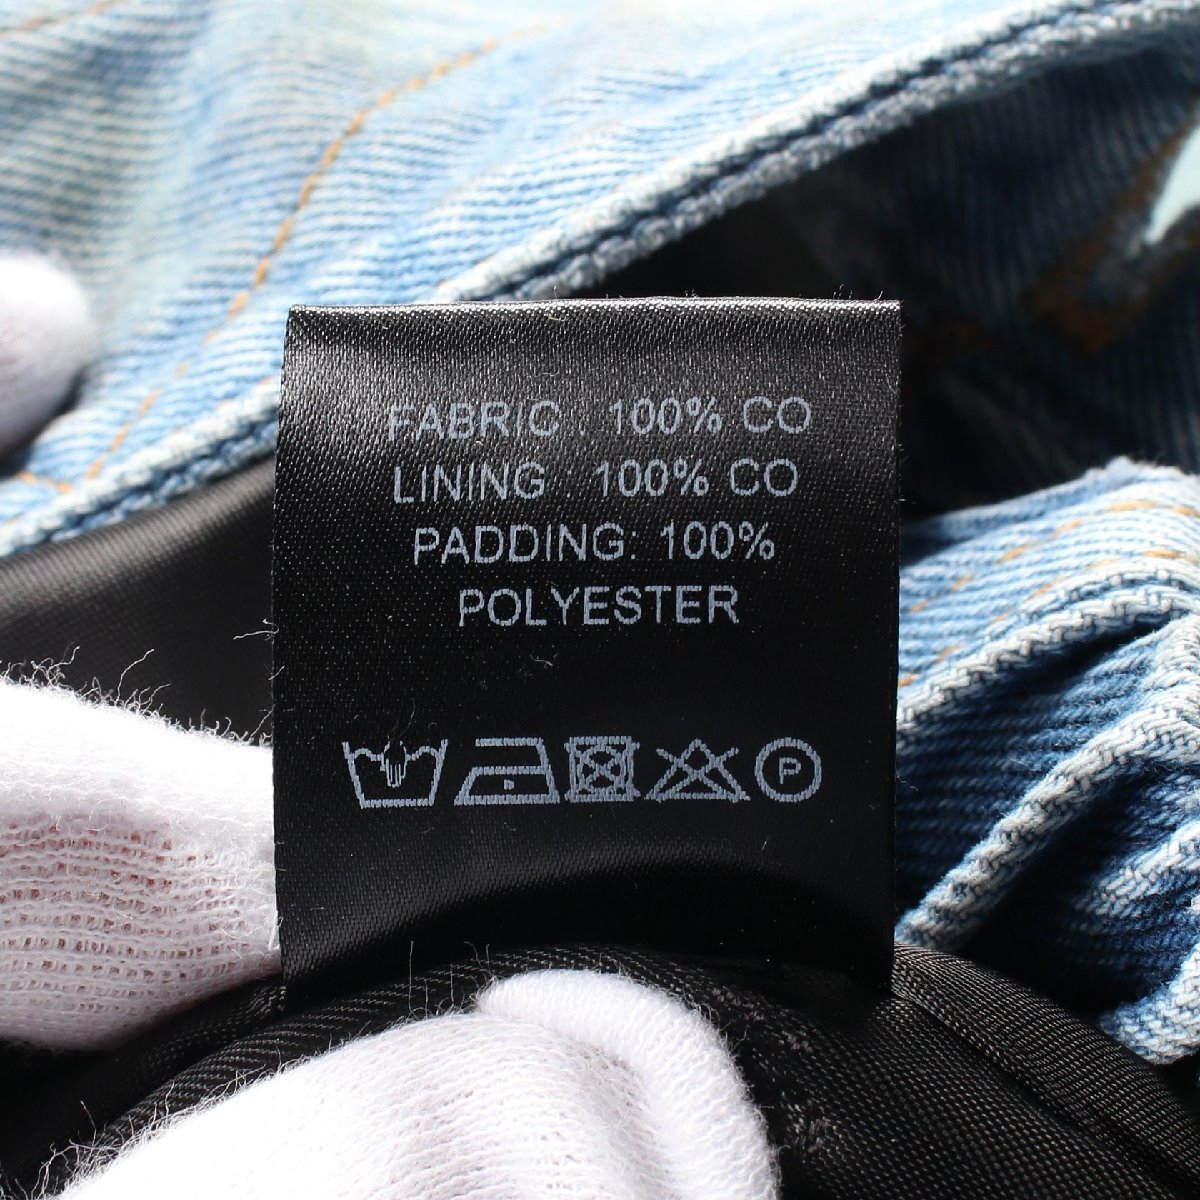 FABRIC : 100% CO
LINING : 100% CO
PADDING: 100%
POLYESTER
P